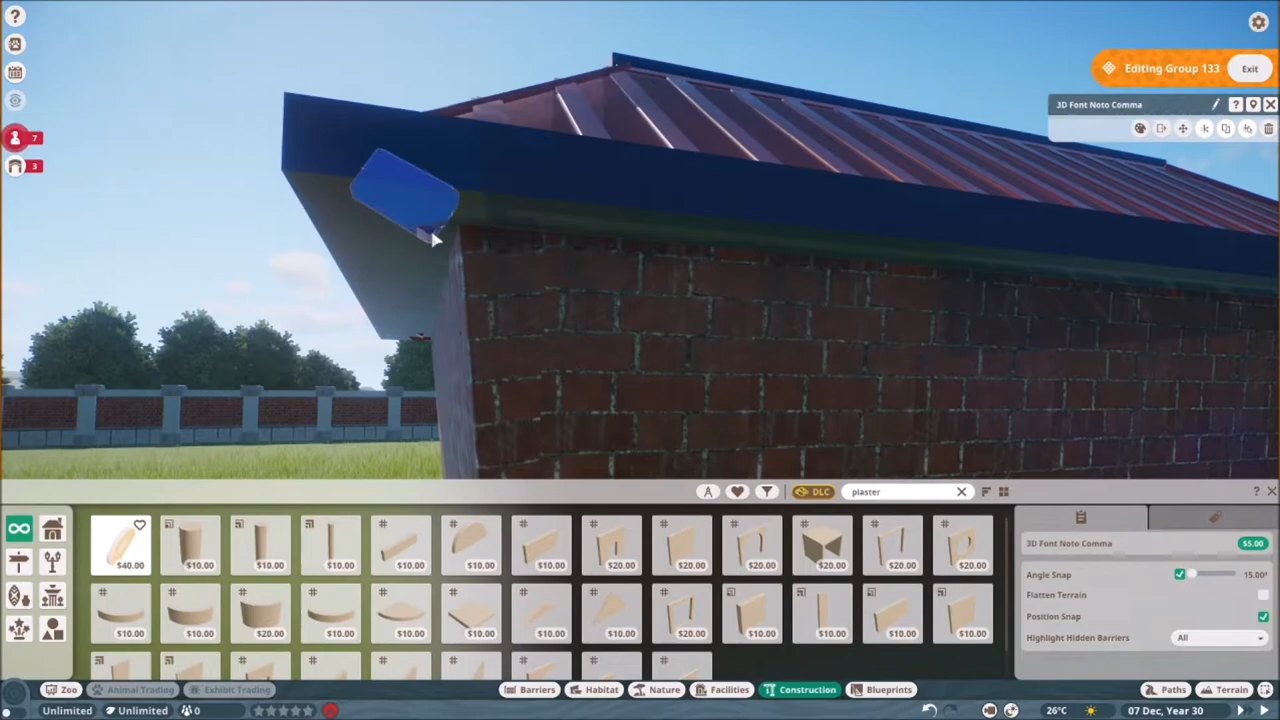 Editing Group 133
Exit
3D Font Noto Comma
7
3
DLC
plaster
$40.00
$10.00
$10.00
$10.00
$10.00
$10.00
$10.00
$20.00
$10.00
$20.00
$20.00
$20.00
$20.00
$10.00
$10.00
$20.00
$10.00
$10.00
$10.00
$10.00
$10.00
$20.00
$10.00
$10.00
$10.00
$10.00
3D Font Noto Comma
$5.00
Angle Snap
15.00°
Flatten Terrain
Position Snap
Highlight Hidden Barriers
All
Zoo
Animal Trading
Exhibit Trading
Barriers
Habitat
Nature
Facilities
Construction
Blueprints
Paths
Terrain
Unlimited
Unlimited
0
26°C
07 Dec, Year 30